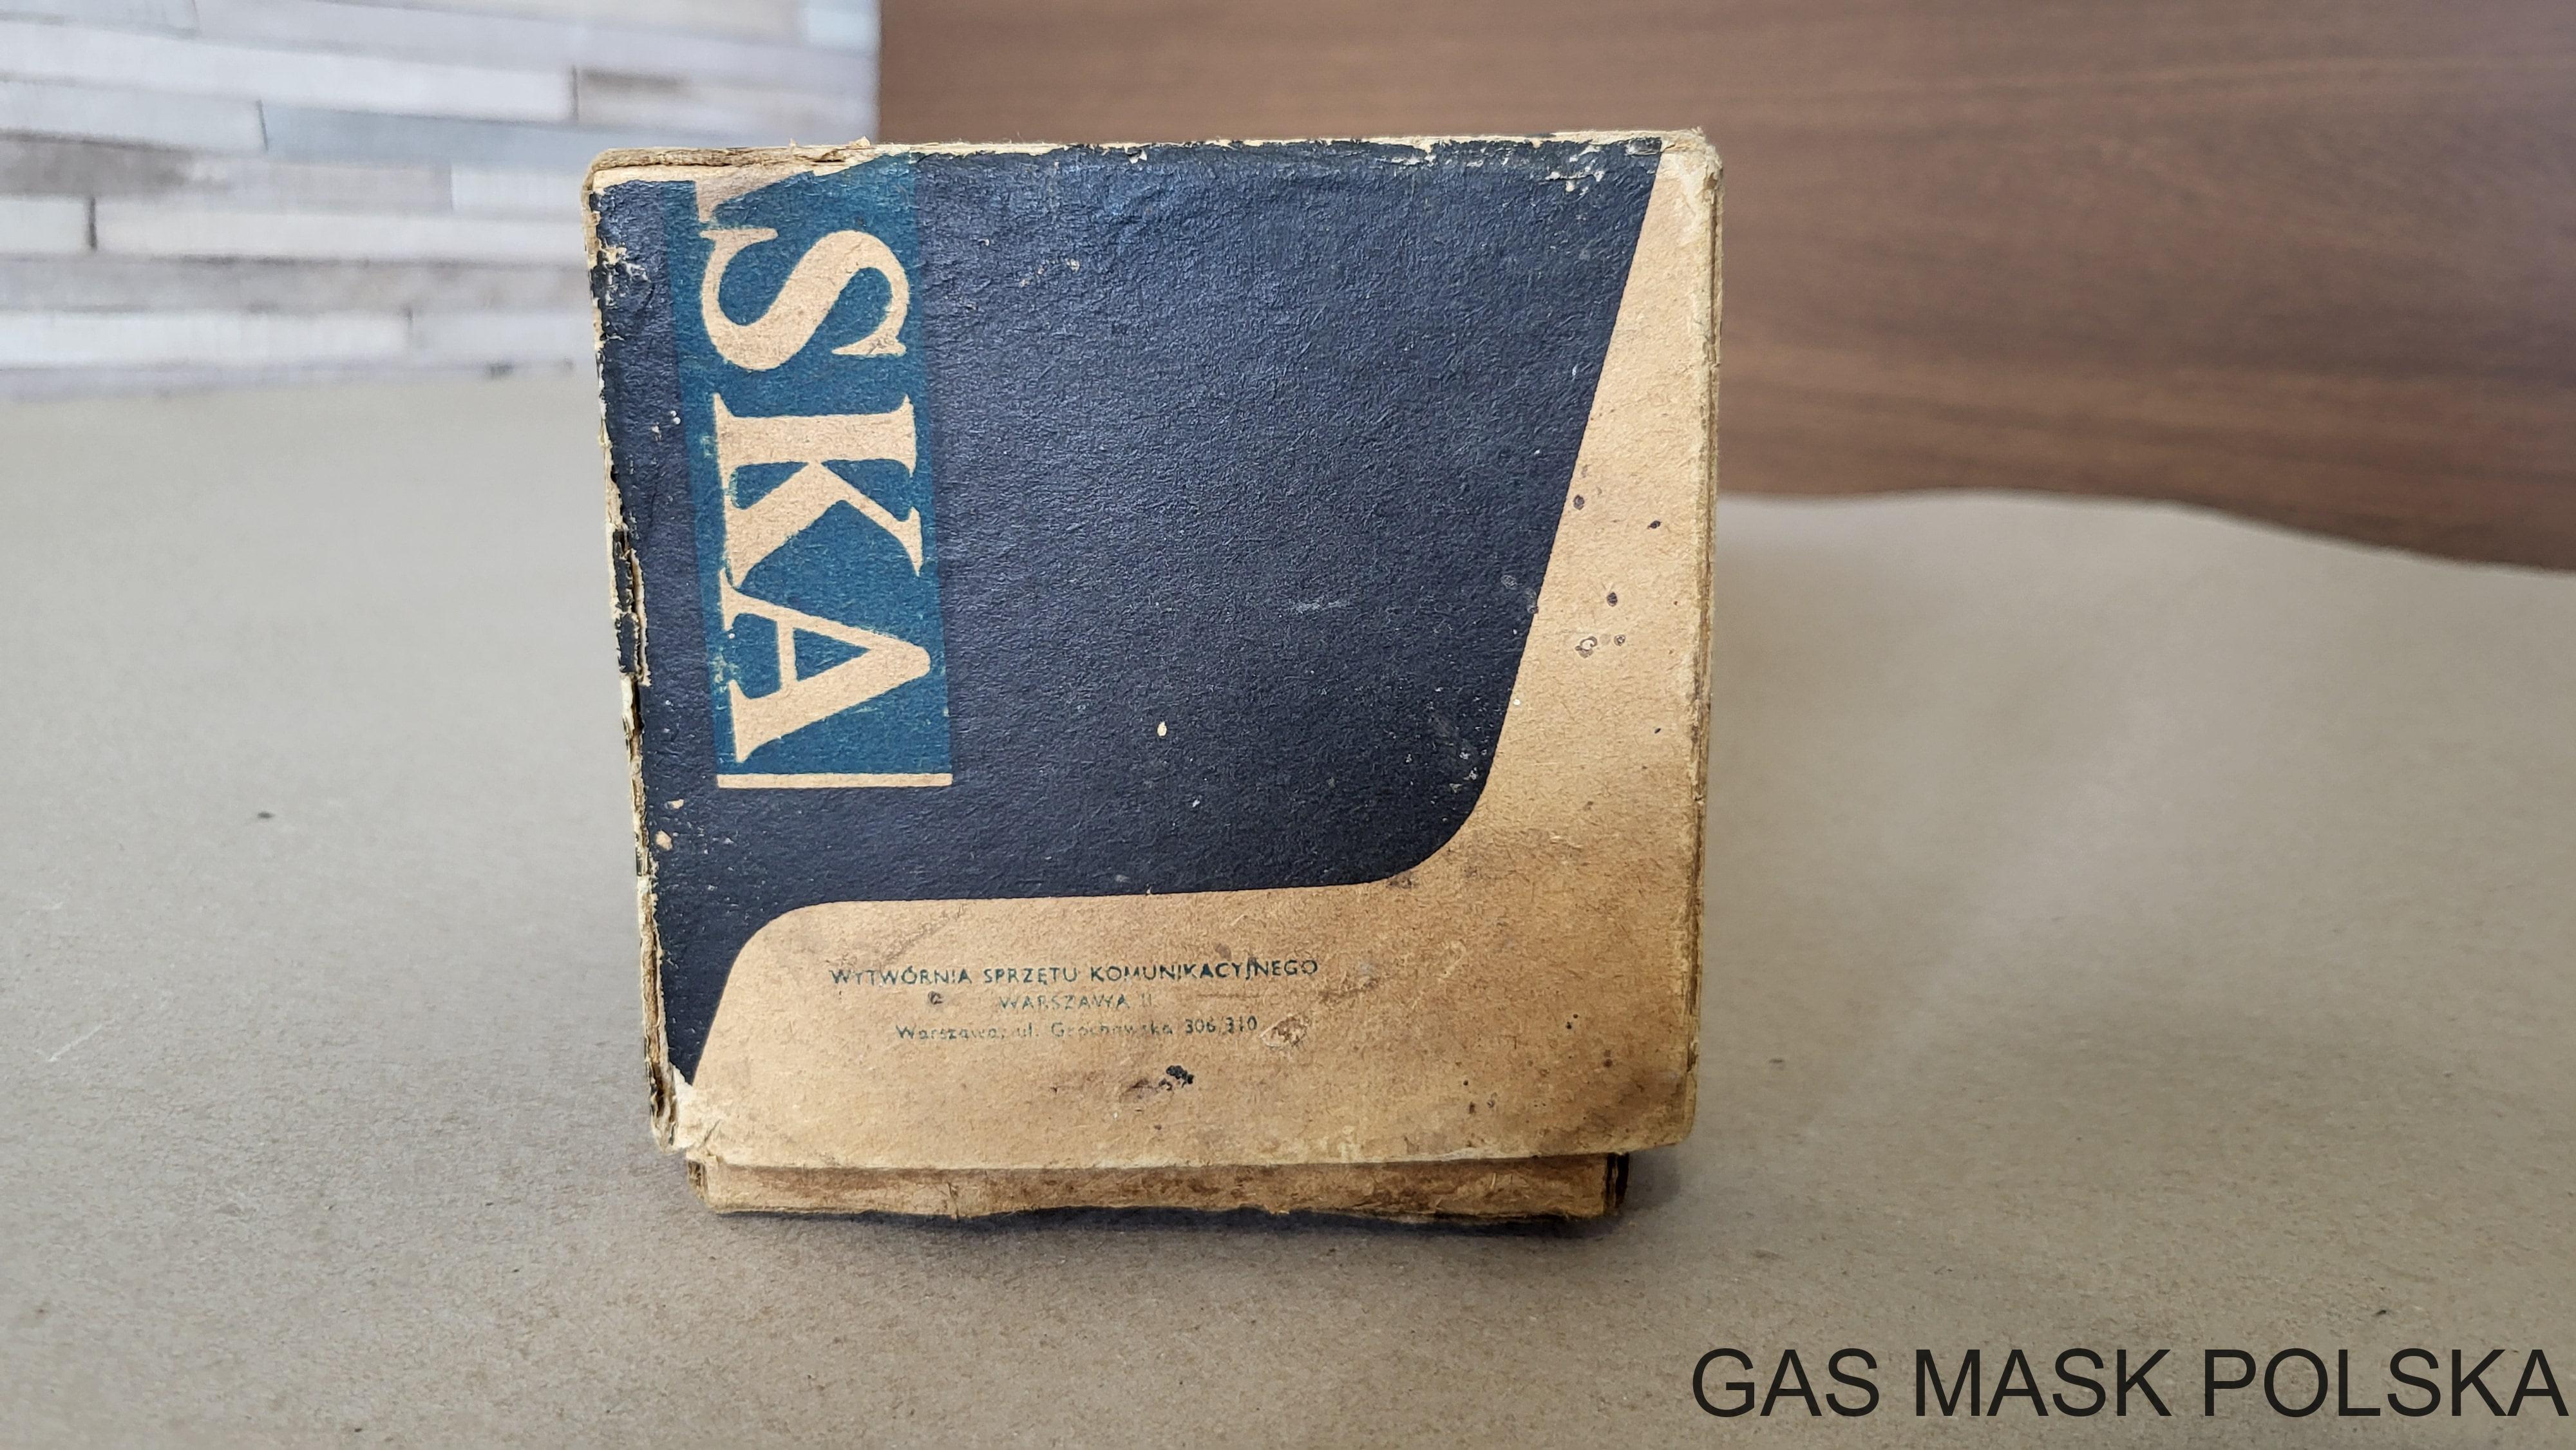 SKA
WYTWÓRNIA SPRZĘTU KOMUNIKACYJNEGO
WARSZAWA II
Warszawa, ul. Grochowska 306/310
GAS MASK POLSKA